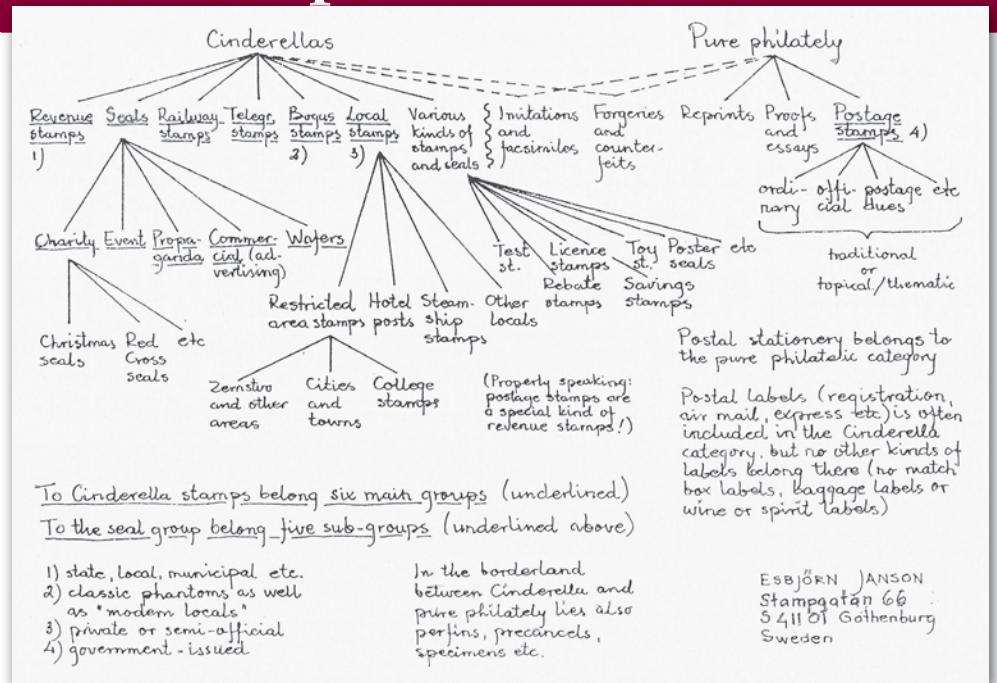 Cinderellas
Pure philately
Revenue stamps 1)
Seals
Railway stamps
Telegr. stamps
Bogus stamps 2)
Local stamps 3)
Various kinds of stamps and seals
Imitations and facsimiles
Forgeries and counter-feits
Reprints
Proofs and essays
Postage stamps 4)
ordi-nary
offi-cial
postage dues
etc
traditional
or
topical/thematic
Charity
Event
Propa-ganda
Commer-cial (ad-vertising)
Wafers
Test st.
Licence stamps
Rebate stamps
Toy st.
Savings stamps
Poster seals
etc
Restricted area stamps
Hotel posts
Steam-ship stamps
Other locals
Christmas seals
Red Cross seals
etc
Zemstvo and other areas
Cities and towns
College stamps
(Properly speaking:
postage stamps are
a special kind of
revenue stamps!)
Postal stationery belongs to
the pure philatelic category
Postal labels (registration,
air mail, express etc) is often
included in the Cinderella
category, but no other kinds of
labels belong there (no match
box labels, baggage labels or
wine or spirit labels)
To Cinderella stamps belong six main groups (underlined)
To the seal group belong five sub-groups (underlined above)
1) state, local, municipal etc.
2) classic phantoms as well
as "modern locals"
3) private or semi-official
4) government-issued
In the borderland
between Cinderella and
pure philately lies also
perfins, precancels,
specimens etc.
ESBJÖRN JANSON
Stampgatan 66
S 411 01 Gothenburg
Sweden